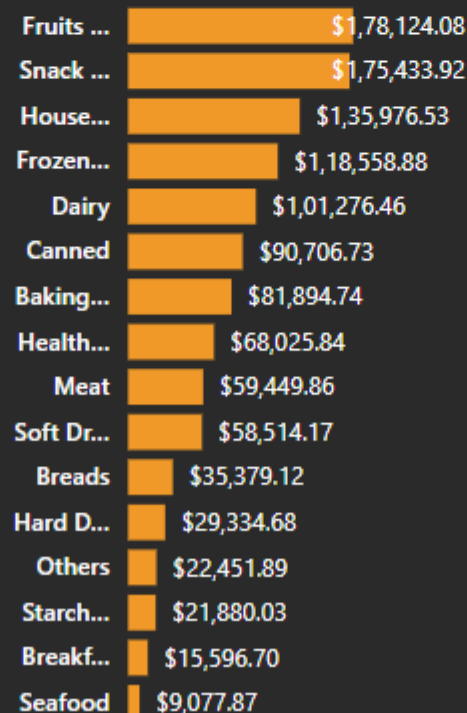 Fruits ... $1,78,124.08
Snack ... $1,75,433.92
House... $1,35,976.53
Frozen... $1,18,558.88
Dairy $1,01,276.46
Canned $90,706.73
Baking... $81,894.74
Health... $68,025.84
Meat $59,449.86
Soft Dr... $58,514.17
Breads $35,379.12
Hard D... $29,334.68
Others $22,451.89
Starch... $21,880.03
Breakf... $15,596.70
Seafood $9,077.87